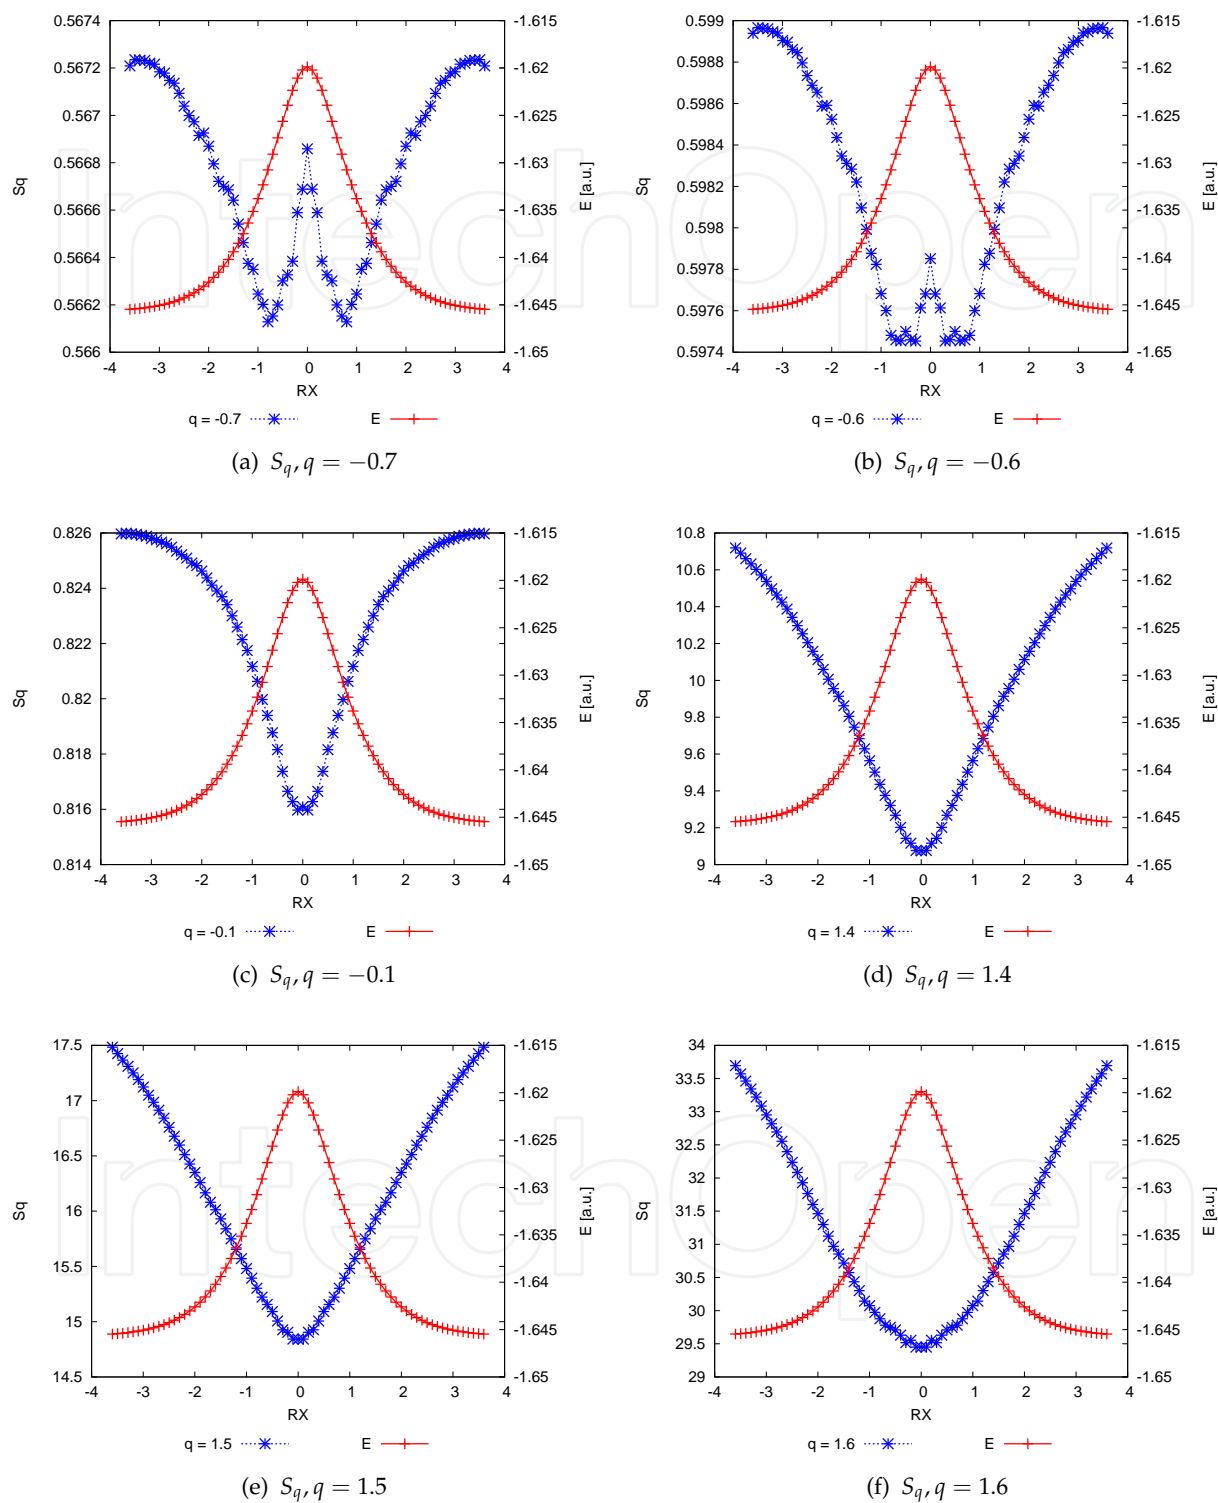 0.5674
0.5672
0.567
0.5668
0.5666
0.5664
0.5662
0.566
Sq
-4 -3 -2 -1 0 1 2 3 4
RX
-1.615
-1.62
-1.625
-1.63
-1.635
-1.64
-1.645
-1.65
E [a.u.]
q = -0.7 E
(a) Sq, q = −0.7
0.599
0.5988
0.5986
0.5984
0.5982
0.598
0.5978
0.5976
0.5974
Sq
-4 -3 -2 -1 0 1 2 3 4
RX
-1.615
-1.62
-1.625
-1.63
-1.635
-1.64
-1.645
-1.65
E [a.u.]
q = -0.6 E
(b) Sq, q = −0.6
0.826
0.824
0.822
0.82
0.818
0.816
0.814
Sq
-4 -3 -2 -1 0 1 2 3 4
RX
-1.615
-1.62
-1.625
-1.63
-1.635
-1.64
-1.645
-1.65
E [a.u.]
q = -0.1 E
(c) Sq, q = −0.1
10.8
10.6
10.4
10.2
10
9.8
9.6
9.4
9.2
9
Sq
-4 -3 -2 -1 0 1 2 3 4
RX
-1.615
-1.62
-1.625
-1.63
-1.635
-1.64
-1.645
-1.65
E [a.u.]
q = 1.4 E
(d) Sq, q = 1.4
17.5
17
16.5
16
15.5
15
14.5
Sq
-4 -3 -2 -1 0 1 2 3 4
RX
-1.615
-1.62
-1.625
-1.63
-1.635
-1.64
-1.645
-1.65
E [a.u.]
q = 1.5 E
(e) Sq, q = 1.5
34
33.5
33
32.5
32
31.5
31
30.5
30
29.5
29
Sq
-4 -3 -2 -1 0 1 2 3 4
RX
-1.615
-1.62
-1.625
-1.63
-1.635
-1.64
-1.645
-1.65
E [a.u.]
q = 1.6 E
(f) Sq, q = 1.6
IntechOpen
IntechOpen